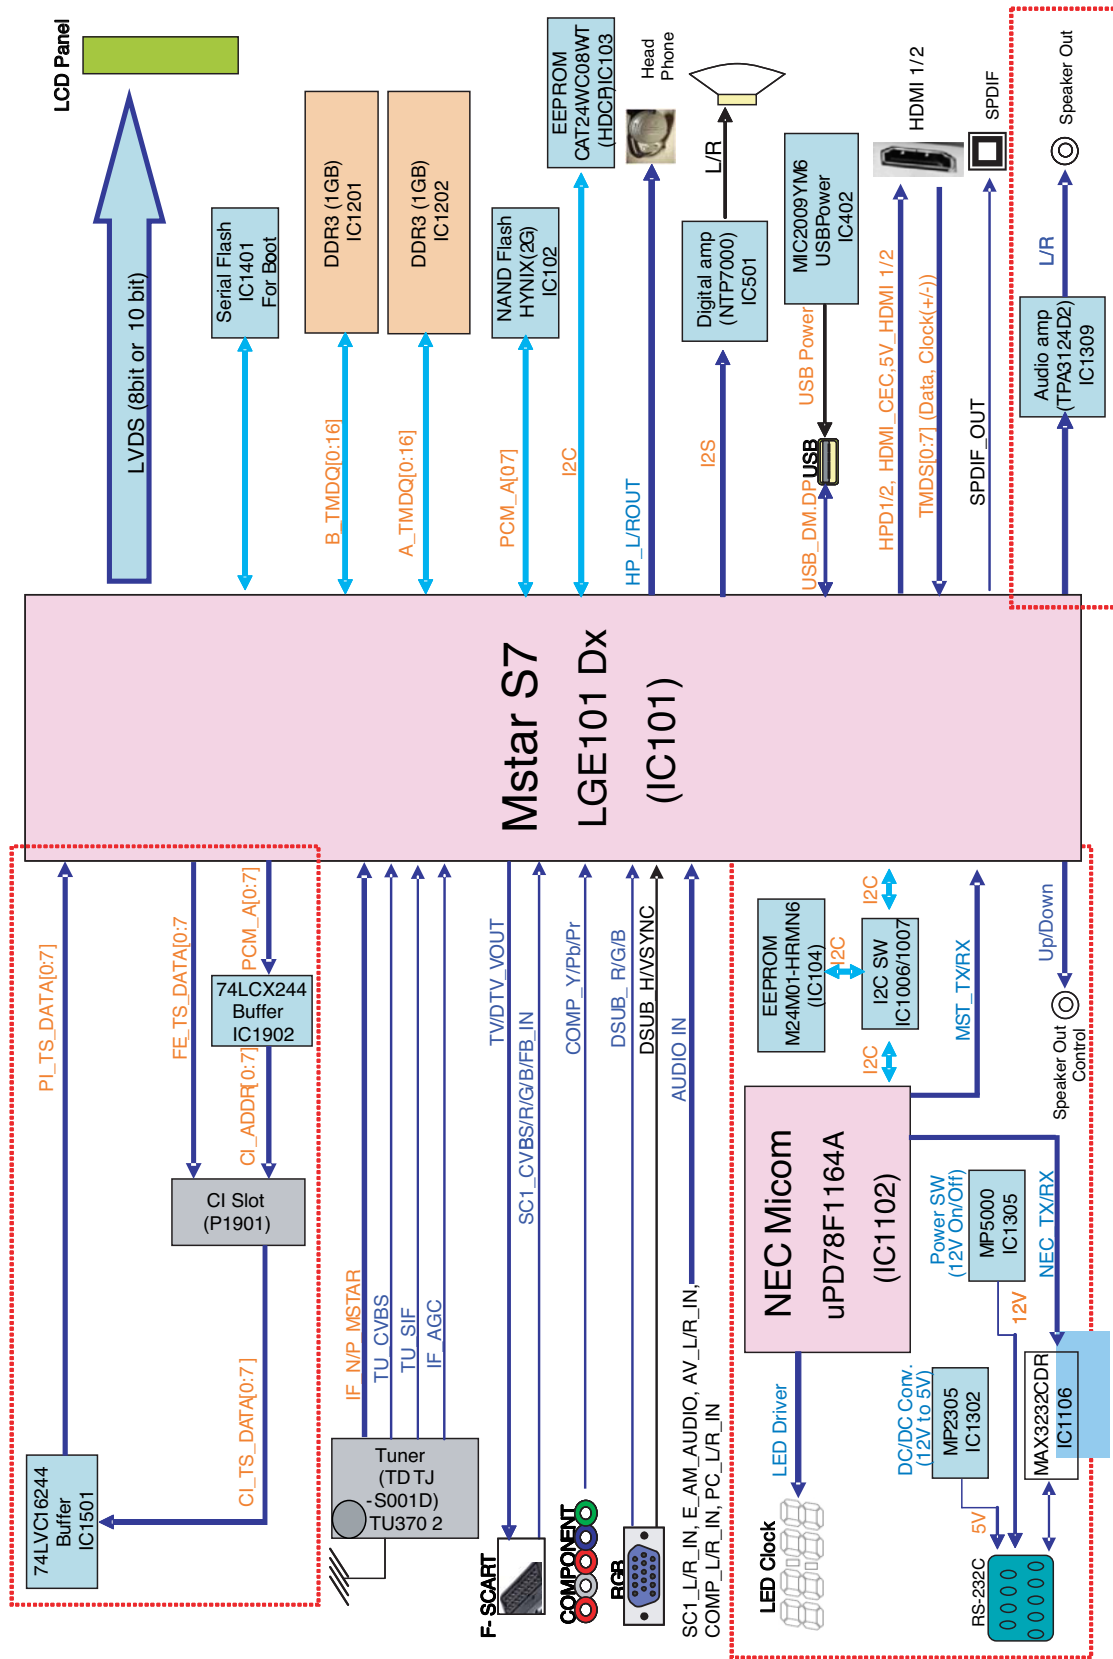 LCD Panel
LVDS (8bit or 10 bit)
Serial Flash
IC1401
For Boot
DDR3 (1GB)
IC1201
B_TMDQ[0:16]
DDR3 (1GB)
IC1202
A_TMDQ[0:16]
NAND Flash
HYNIX(2G)
IC102
PCM_A[0:7]
EEPROM
CAT24WC08WT
(HDCP)IC103
I2C
Head
Phone
HP_L/ROUT
L/R
Digital amp
(NTP7000)
IC501
I2S
MIC2009YM6
USBPower
IC402
USB Power
USB
USB_DM.DP
HDMI 1/2
HPD1/2, HDMI_CEC,5V_HDMI 1/2
TMDS[0:7] (Data, Clock(+/-))
SPDIF
SPDIF_OUT
Speaker Out
L/R
Audio amp
(TPA3124D2)
IC1309
Mstar S7
LGE101 Dx
(IC101)
PI_TS_DATA[0:7]
FE_TS_DATA[0:7
PCM_A[0:7]
74LCX244
Buffer
IC1902
CI_ADDR[0:7]
CI Slot
(P1901)
CI_TS_DATA[0:7]
74LVC16244
Buffer
IC1501
IF_N/P_MSTAR
TU_CVBS
TU_SIF
IF_AGC
Tuner
(TDTJ
-S001D)
TU3702
TV/DTV_VOUT
SC1_CVBS/R/G/B/FB_IN
F- SCART
COMP_Y/Pb/Pr
COMPONENT
DSUB_ R/G/B
DSUB_H/VSYNC
RGB
AUDIO IN
SC1_L/R_IN, E_AM_AUDIO, AV_L/R_IN,
COMP_L/R_IN, PC_L/R_IN
EEPROM
M24M01-HRMN6
(IC104)
I2C
I2C
I2C SW
IC1006/1007
I2C
MST_TX/RX
Up/Down
Speaker Out
Control
NEC Micom
uPD78F1164A
(IC1102)
LED Driver
LED Clock
Power SW
(12V On/Off)
MP5000
IC1305
12V
NEC_TX/RX
DC/DC Conv.
(12V to 5V)
MP2305
IC1302
5V
MAX3232CDR
IC1106
RS-232C